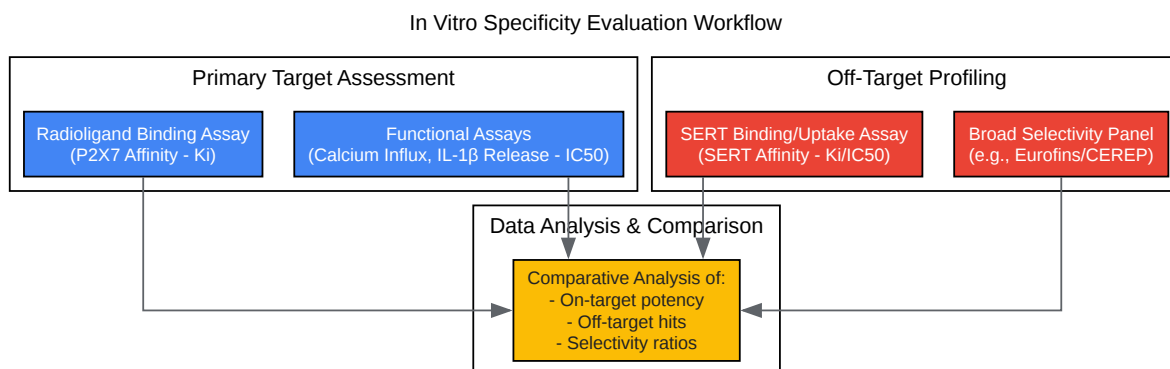 In Vitro Specificity Evaluation Workflow
Primary Target Assessment
Radioligand Binding Assay
(P2X7 Affinity - Ki)
Functional Assays
(Calcium Influx, IL-1β Release - IC50)
Off-Target Profiling
SERT Binding/Uptake Assay
(SERT Affinity - Ki/IC50)
Broad Selectivity Panel
(e.g., Eurofins/CEREP)
Data Analysis & Comparison
Comparative Analysis of:
- On-target potency
- Off-target hits
- Selectivity ratios